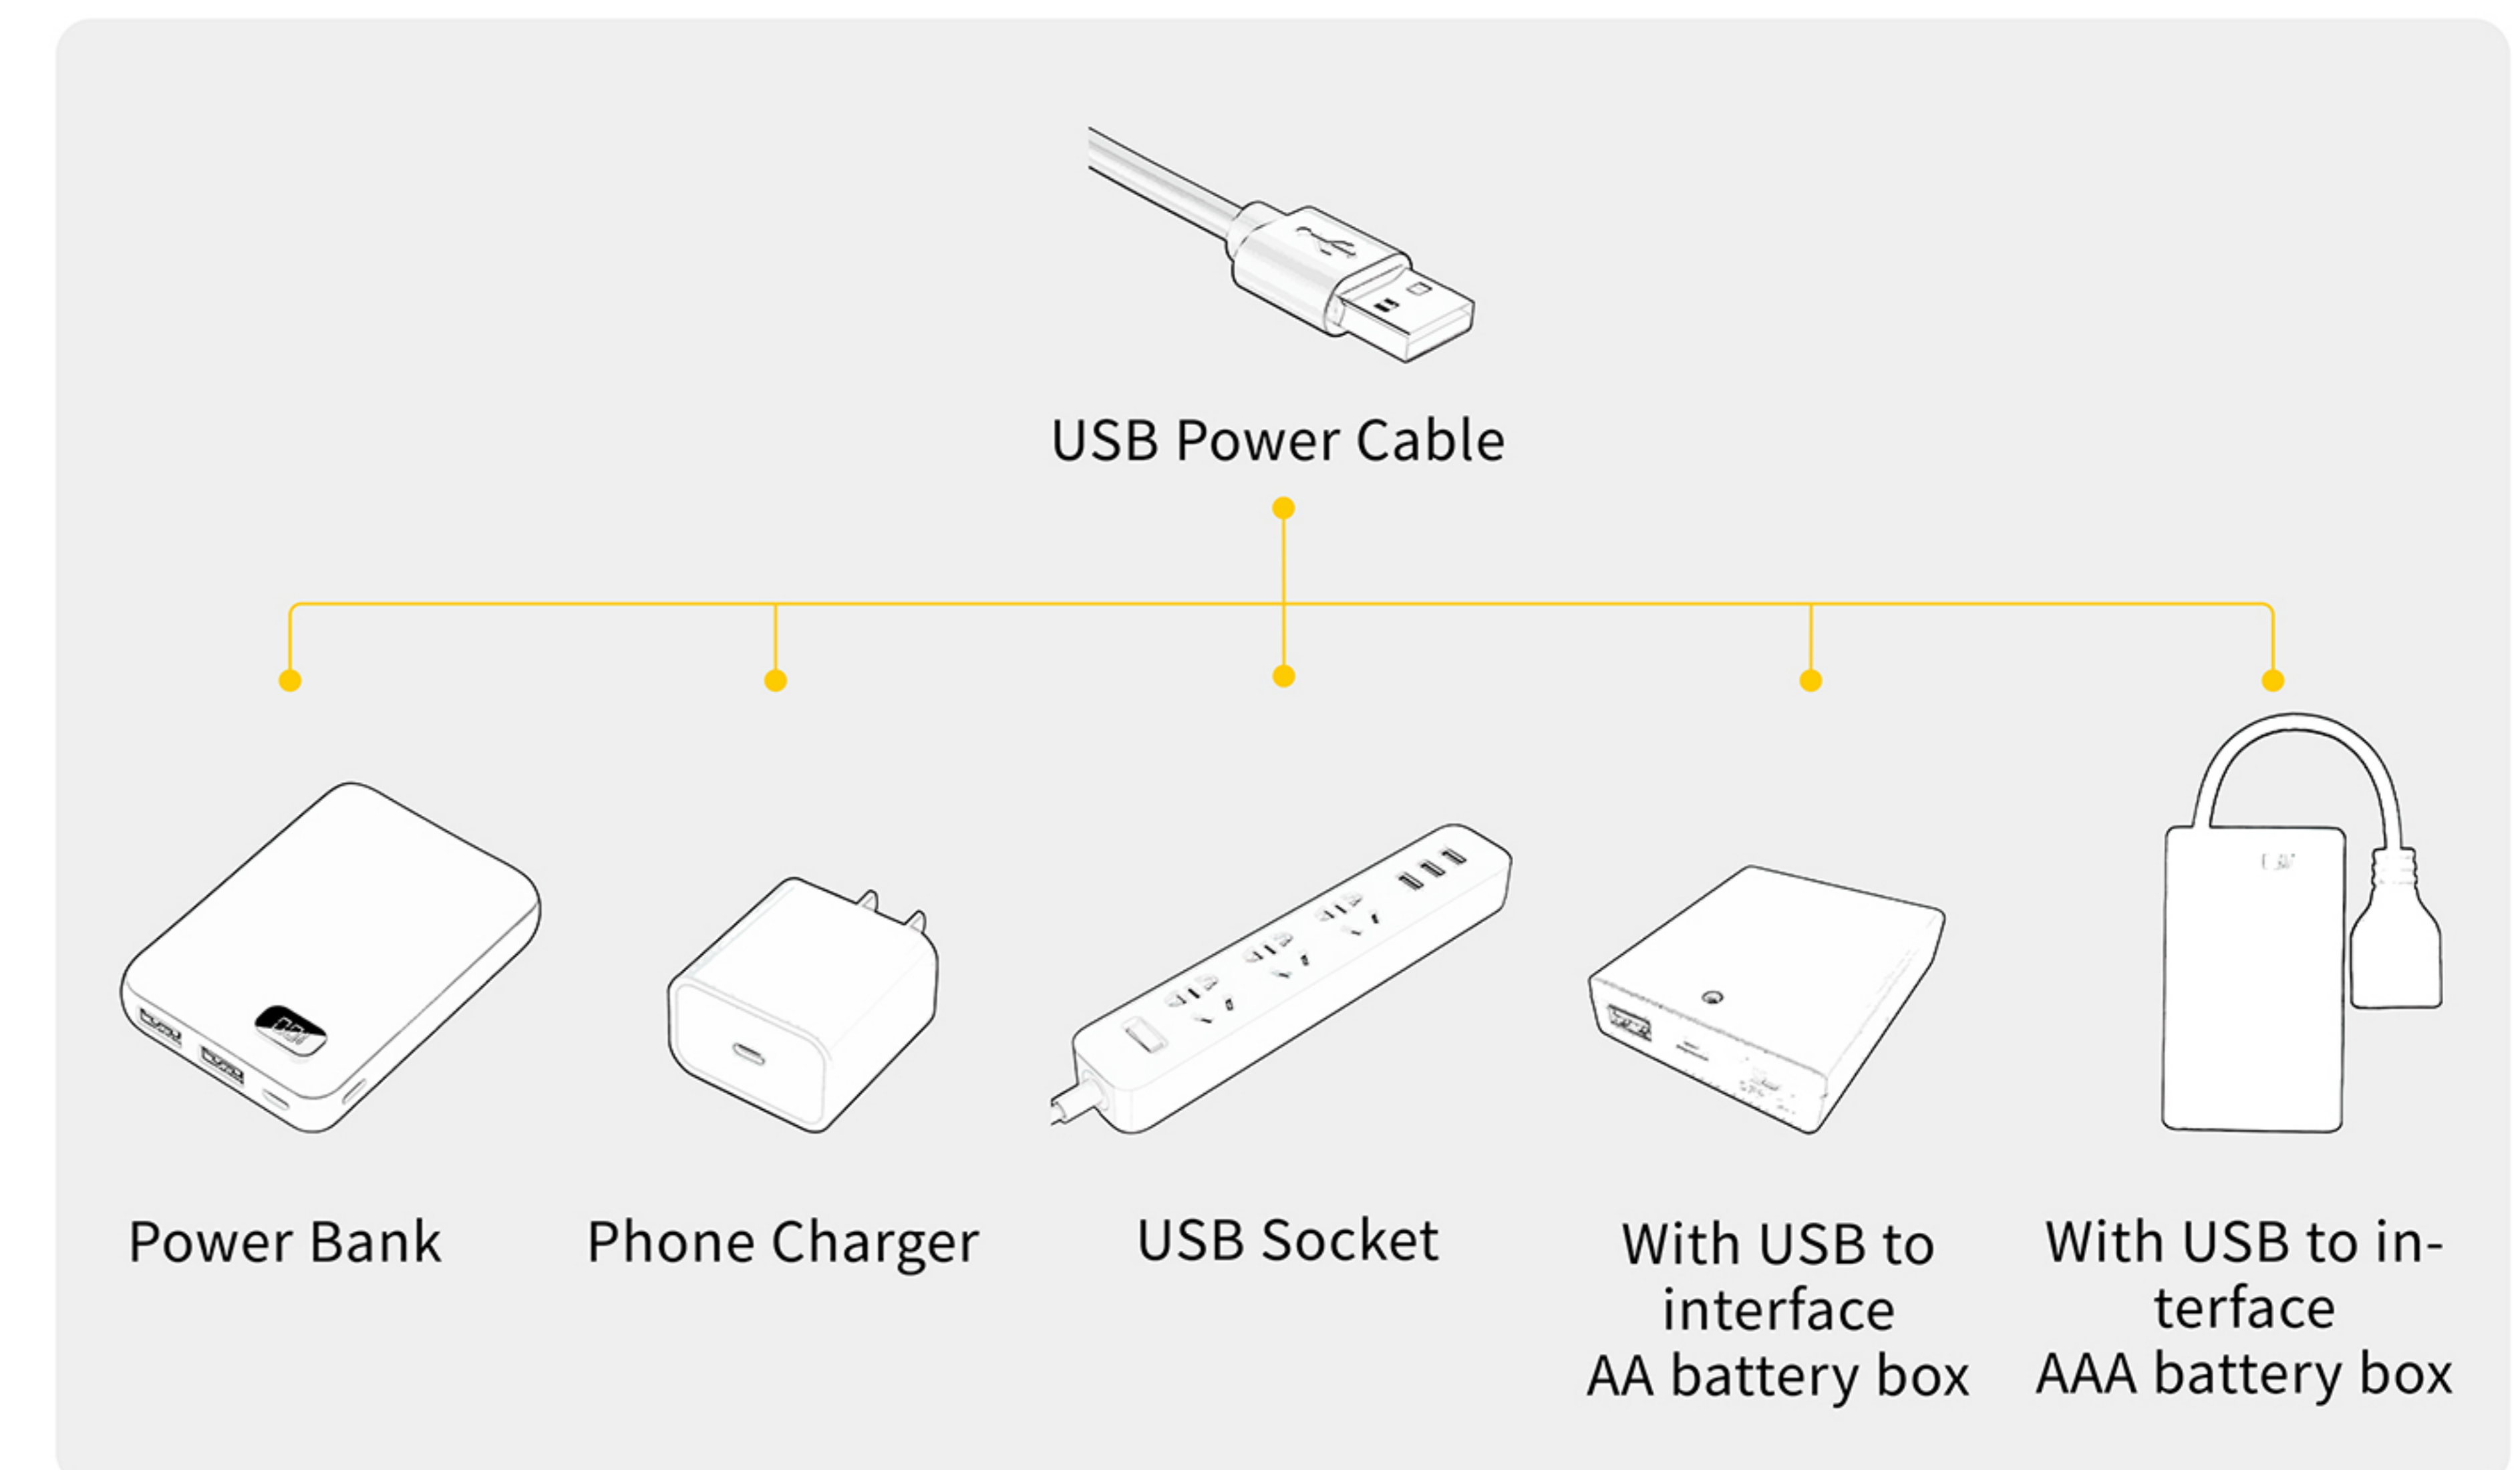 USB Power Cable
Power Bank
Phone Charger
USB Socket
With USB to
interface
AA battery box
With USB to in-
terface
AAA battery box